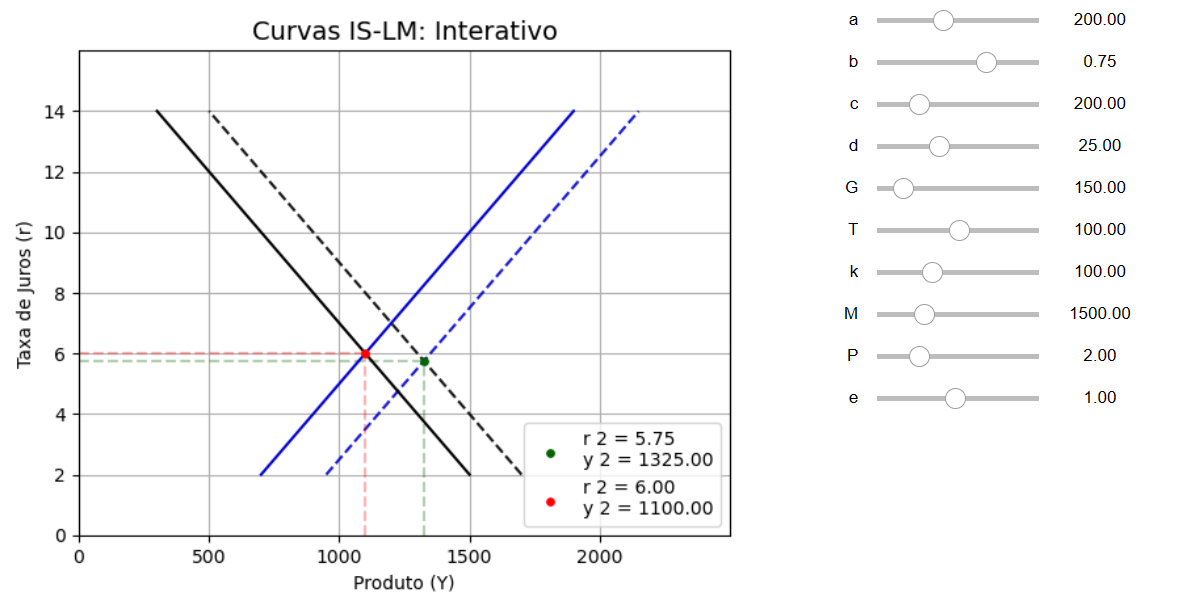 Curvas IS-LM: Interativo
Taxa de Juros (r)
14
12
10
8
6
4
2
0
0 500 1000 1500 2000
Produto (Y)
r 2 = 5.75
y 2 = 1325.00
r 2 = 6.00
y 2 = 1100.00
a 200.00
b 0.75
c 200.00
d 25.00
G 150.00
T 100.00
k 100.00
M 1500.00
P 2.00
e 1.00